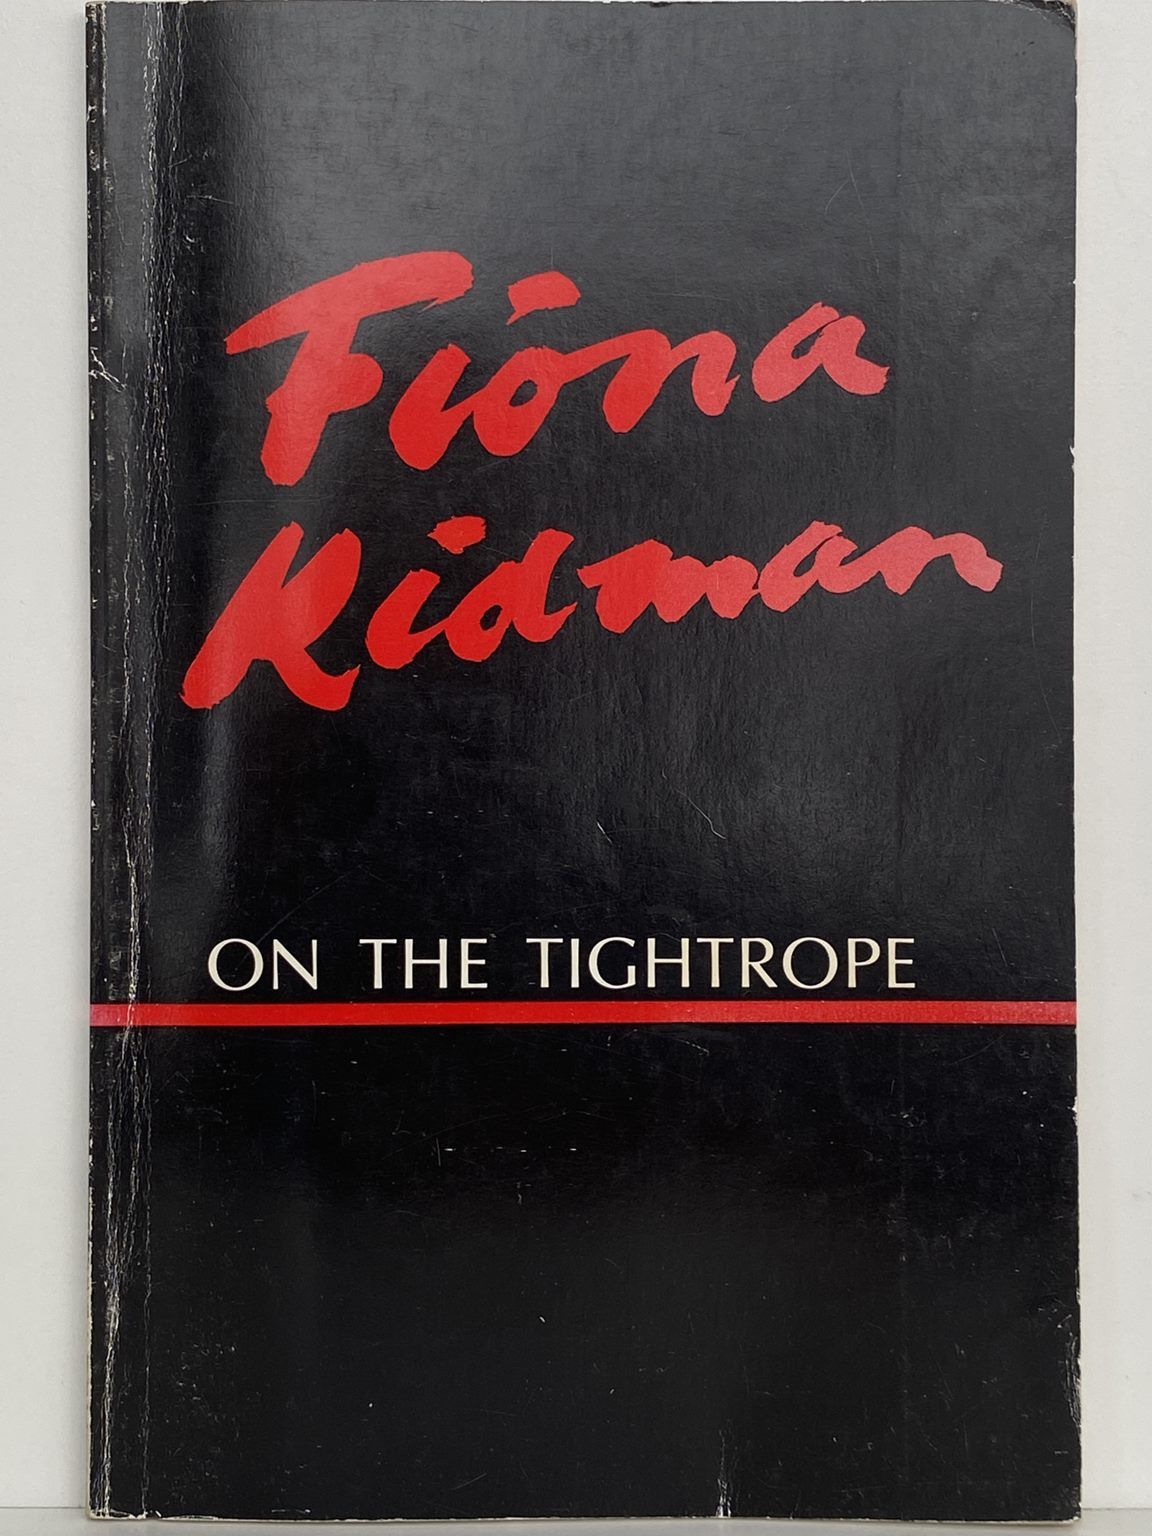 Fiona
Kidman
ON THE TIGHTROPE